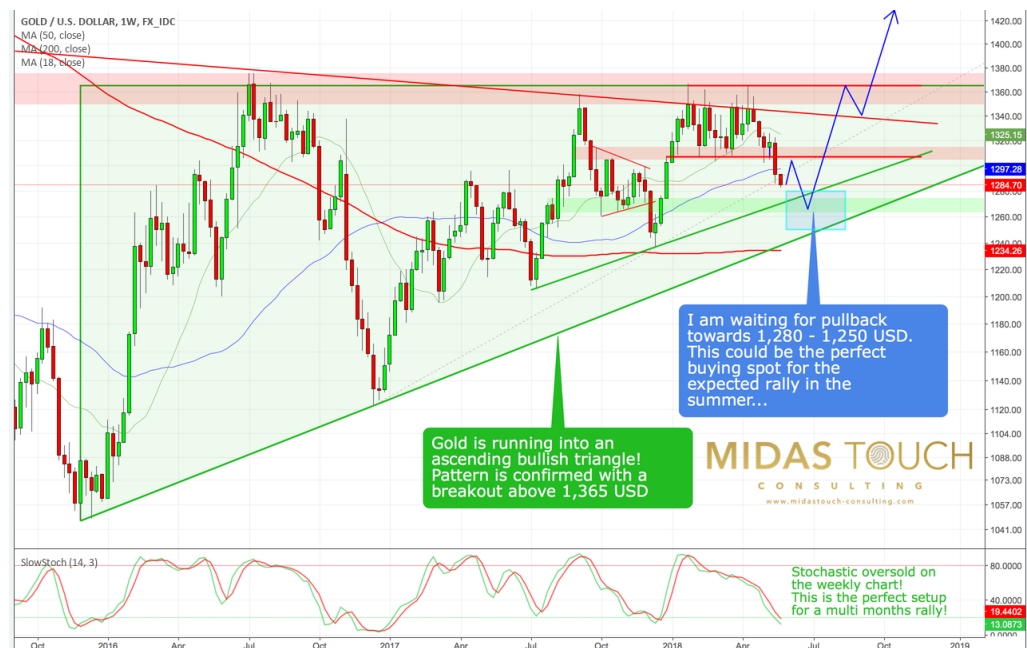 GOLD / U.S. DOLLAR, 1W, FX_IDC
MA (50, close)
MA (200, close)
MA (18, close)
1420.00
1400.00
1380.00
1360.00
1340.00
1325.15
1320.00
1297.28
1284.70
1280.00
1260.00
1240.00
1234.26
1220.00
1200.00
1180.00
1160.00
1140.00
1120.00
1104.00
1088.00
1073.00
1057.00
1041.00
I am waiting for pullback
towards 1,280 - 1,250 USD.
This could be the perfect
buying spot for the
expected rally in the
summer...
Gold is running into an
ascending bullish triangle!
Pattern is confirmed with a
breakout above 1,365 USD
MIDAS TOUCH
CONSULTING
www.midastouch-consulting.com
SlowStoch (14, 3)
Stochastic oversold on
the weekly chart!
This is the perfect setup
for a multi months rally!
80.0000
40.0000
19.4402
13.0873
0.0000
Oct 2016 Apr Jul Oct 2017 Apr Jul Oct 2018 Apr Jul Oct 2019